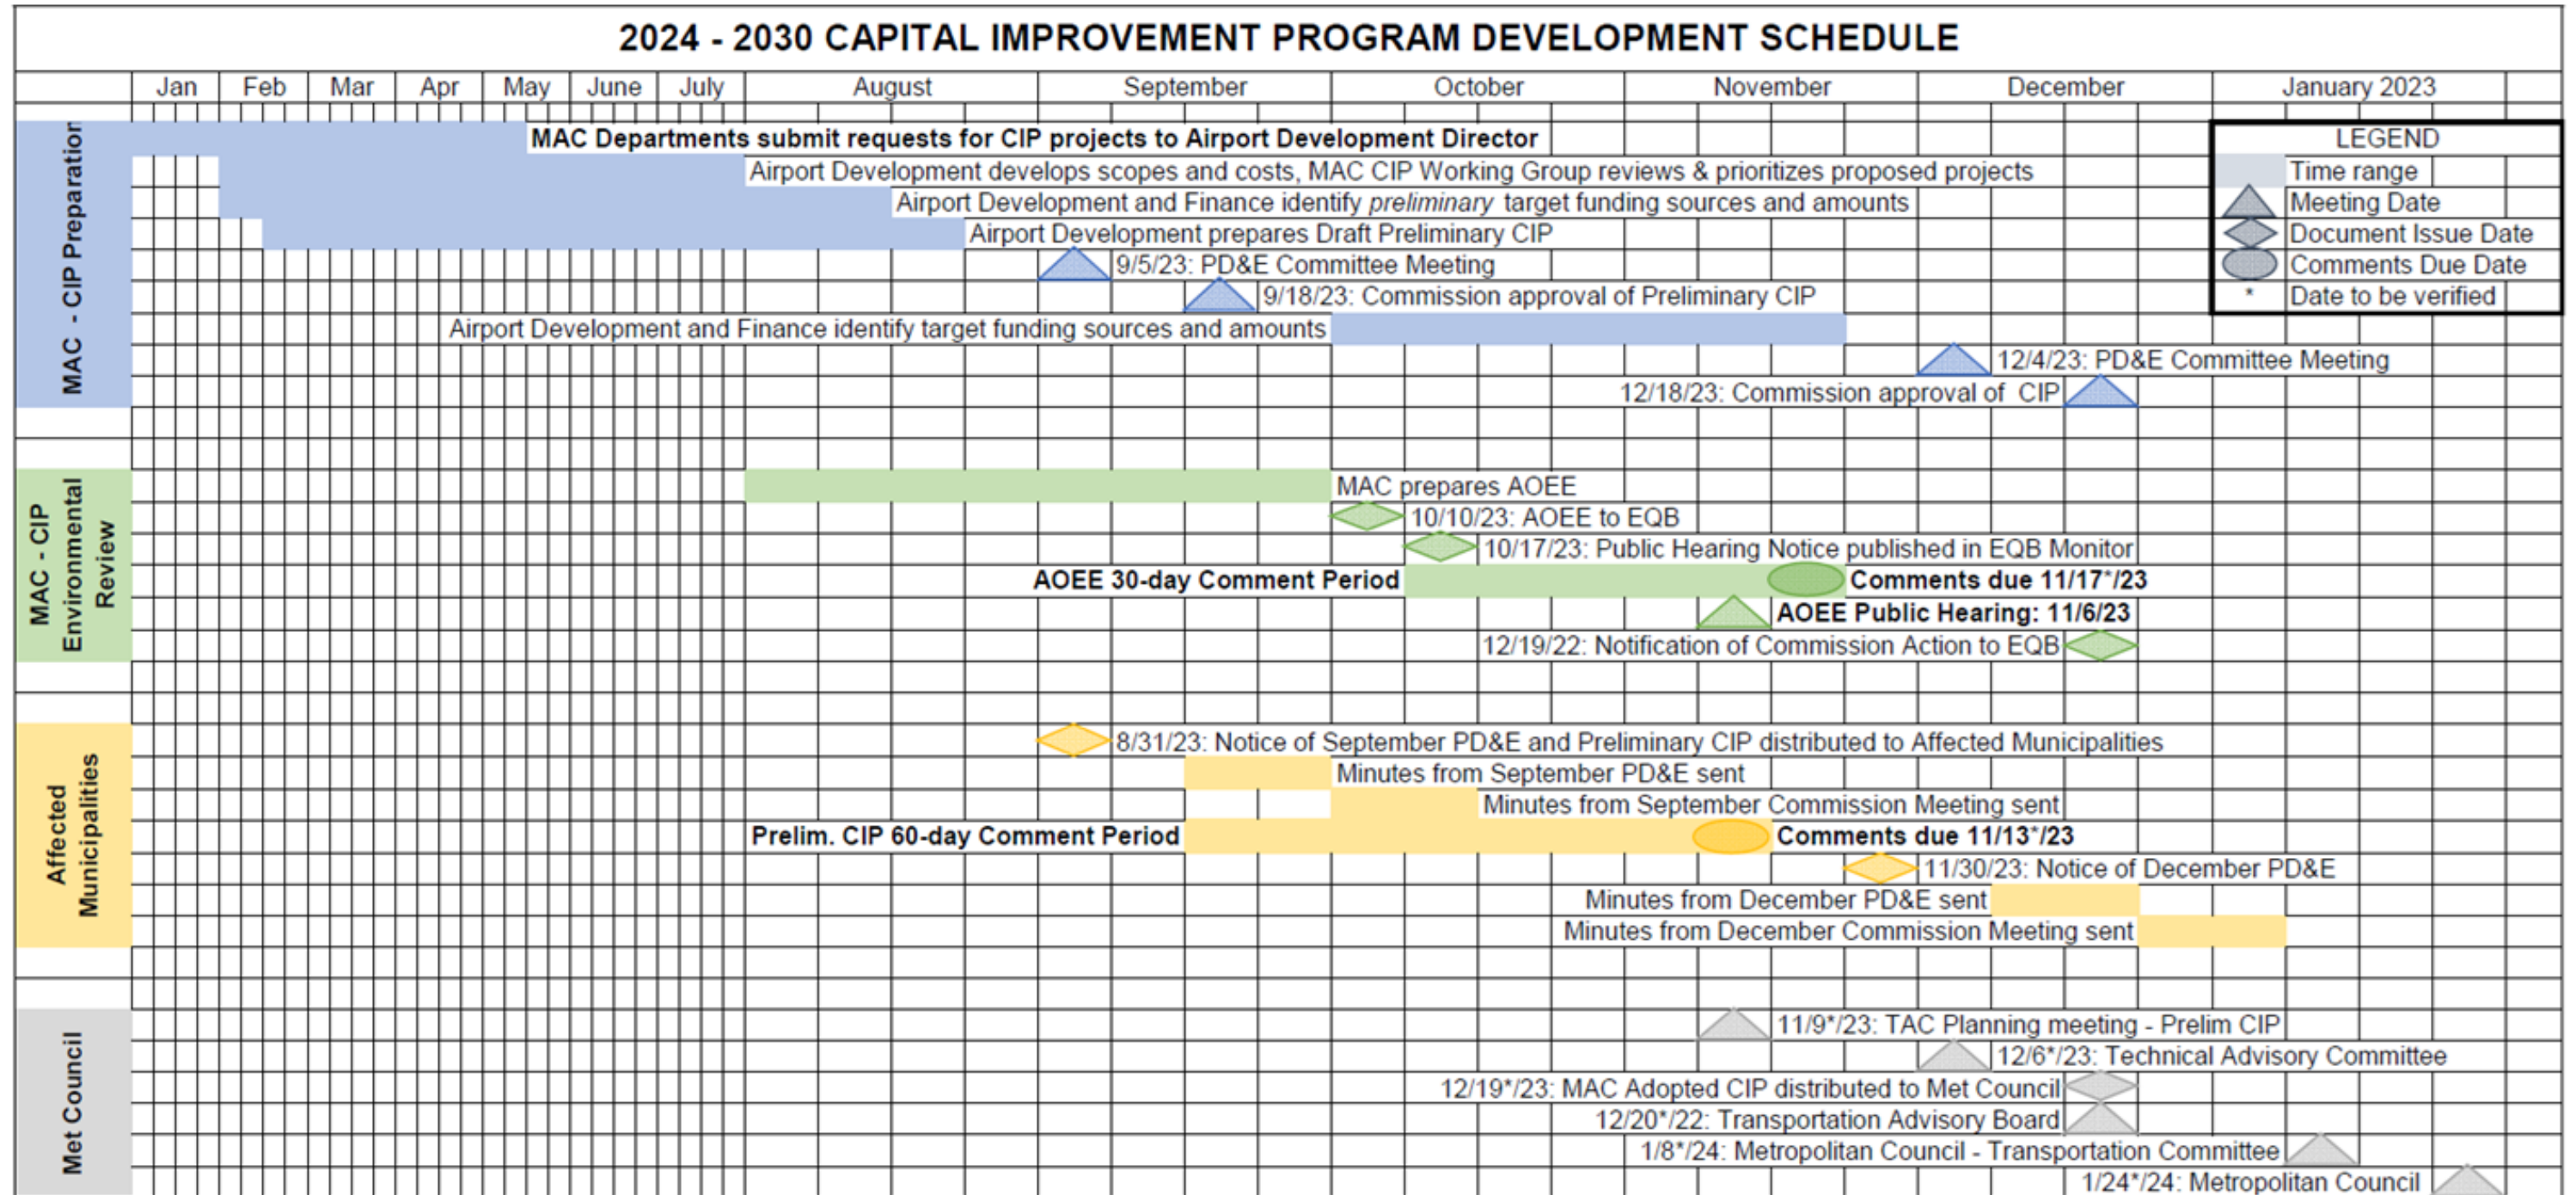 2024 - 2030 CAPITAL IMPROVEMENT PROGRAM DEVELOPMENT SCHEDULE
Jan Feb Mar Apr May June July August September October November December January 2023
MAC - CIP Preparation
MAC Departments submit requests for CIP projects to Airport Development Director
Airport Development develops scopes and costs, MAC CIP Working Group reviews & prioritizes proposed projects
Airport Development and Finance identify preliminary target funding sources and amounts
Airport Development prepares Draft Preliminary CIP
9/5/23: PD&E Committee Meeting
9/18/23: Commission approval of Preliminary CIP
Airport Development and Finance identify target funding sources and amounts
12/4/23: PD&E Committee Meeting
12/18/23: Commission approval of CIP
LEGEND
Time range
Meeting Date
Document Issue Date
Comments Due Date
* Date to be verified
MAC - CIP
Environmental
Review
MAC prepares AOEE
10/10/23: AOEE to EQB
10/17/23: Public Hearing Notice published in EQB Monitor
AOEE 30-day Comment Period Comments due 11/17*/23
AOEE Public Hearing: 11/6/23
12/19/22: Notification of Commission Action to EQB
Affected
Municipalities
8/31/23: Notice of September PD&E and Preliminary CIP distributed to Affected Municipalities
Minutes from September PD&E sent
Minutes from September Commission Meeting sent
Prelim. CIP 60-day Comment Period Comments due 11/13*/23
11/30/23: Notice of December PD&E
Minutes from December PD&E sent
Minutes from December Commission Meeting sent
Met Council
11/9*/23: TAC Planning meeting - Prelim CIP
12/6*/23: Technical Advisory Committee
12/19*/23: MAC Adopted CIP distributed to Met Council
12/20*/22: Transportation Advisory Board
1/8*/24: Metropolitan Council - Transportation Committee
1/24*/24: Metropolitan Council